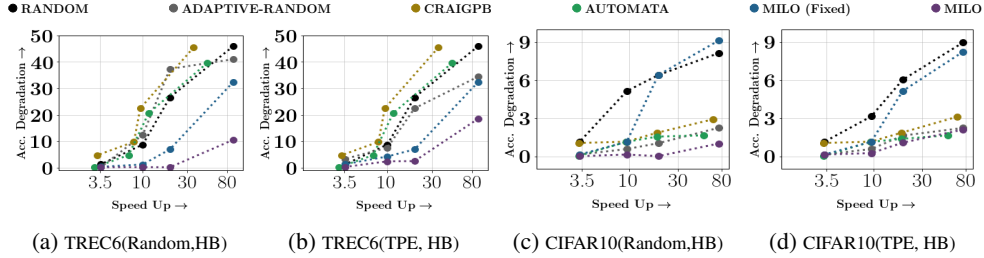 RANDOM ADAPTIVE-RANDOM CRAIGPB AUTOMATA MILO (Fixed) MILO
Acc. Degradation →
50
40
30
20
10
0
3.5 10 30 80
Speed Up →
(a) TREC6(Random,HB)
Acc. Degradation →
50
40
30
20
10
0
3.5 10 30 80
Speed Up →
(b) TREC6(TPE, HB)
Acc. Degradation →
9
6
3
0
3.5 10 30 80
Speed Up →
(c) CIFAR10(Random,HB)
Acc. Degradation →
9
6
3
0
3.5 10 30 80
Speed Up →
(d) CIFAR10(TPE, HB)